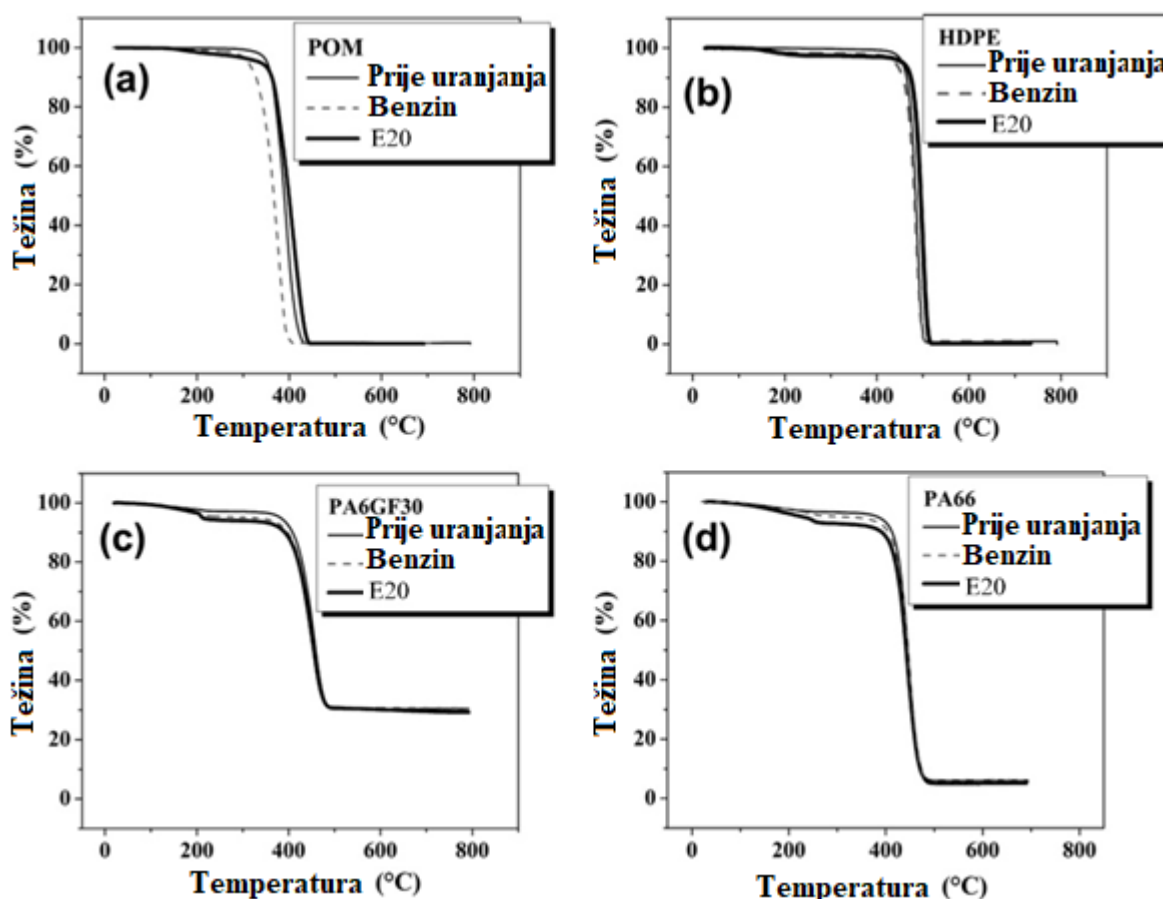 POM
Prije uranjanja
Benzin
E20
(a)
Težina (%)
100
80
60
40
20
0
0 200 400 600 800
Temperatura (°C)
HDPE
Prije uranjanja
Benzin
E20
(b)
Težina (%)
100
80
60
40
20
0
0 200 400 600 800
Temperatura (°C)
PA6GF30
Prije uranjanja
Benzin
E20
(c)
Težina (%)
100
80
60
40
20
0
0 200 400 600 800
Temperatura (°C)
PA66
Prije uranjanja
Benzin
E20
(d)
Težina (%)
100
80
60
40
20
0
0 200 400 600 800
Temperatura (°C)